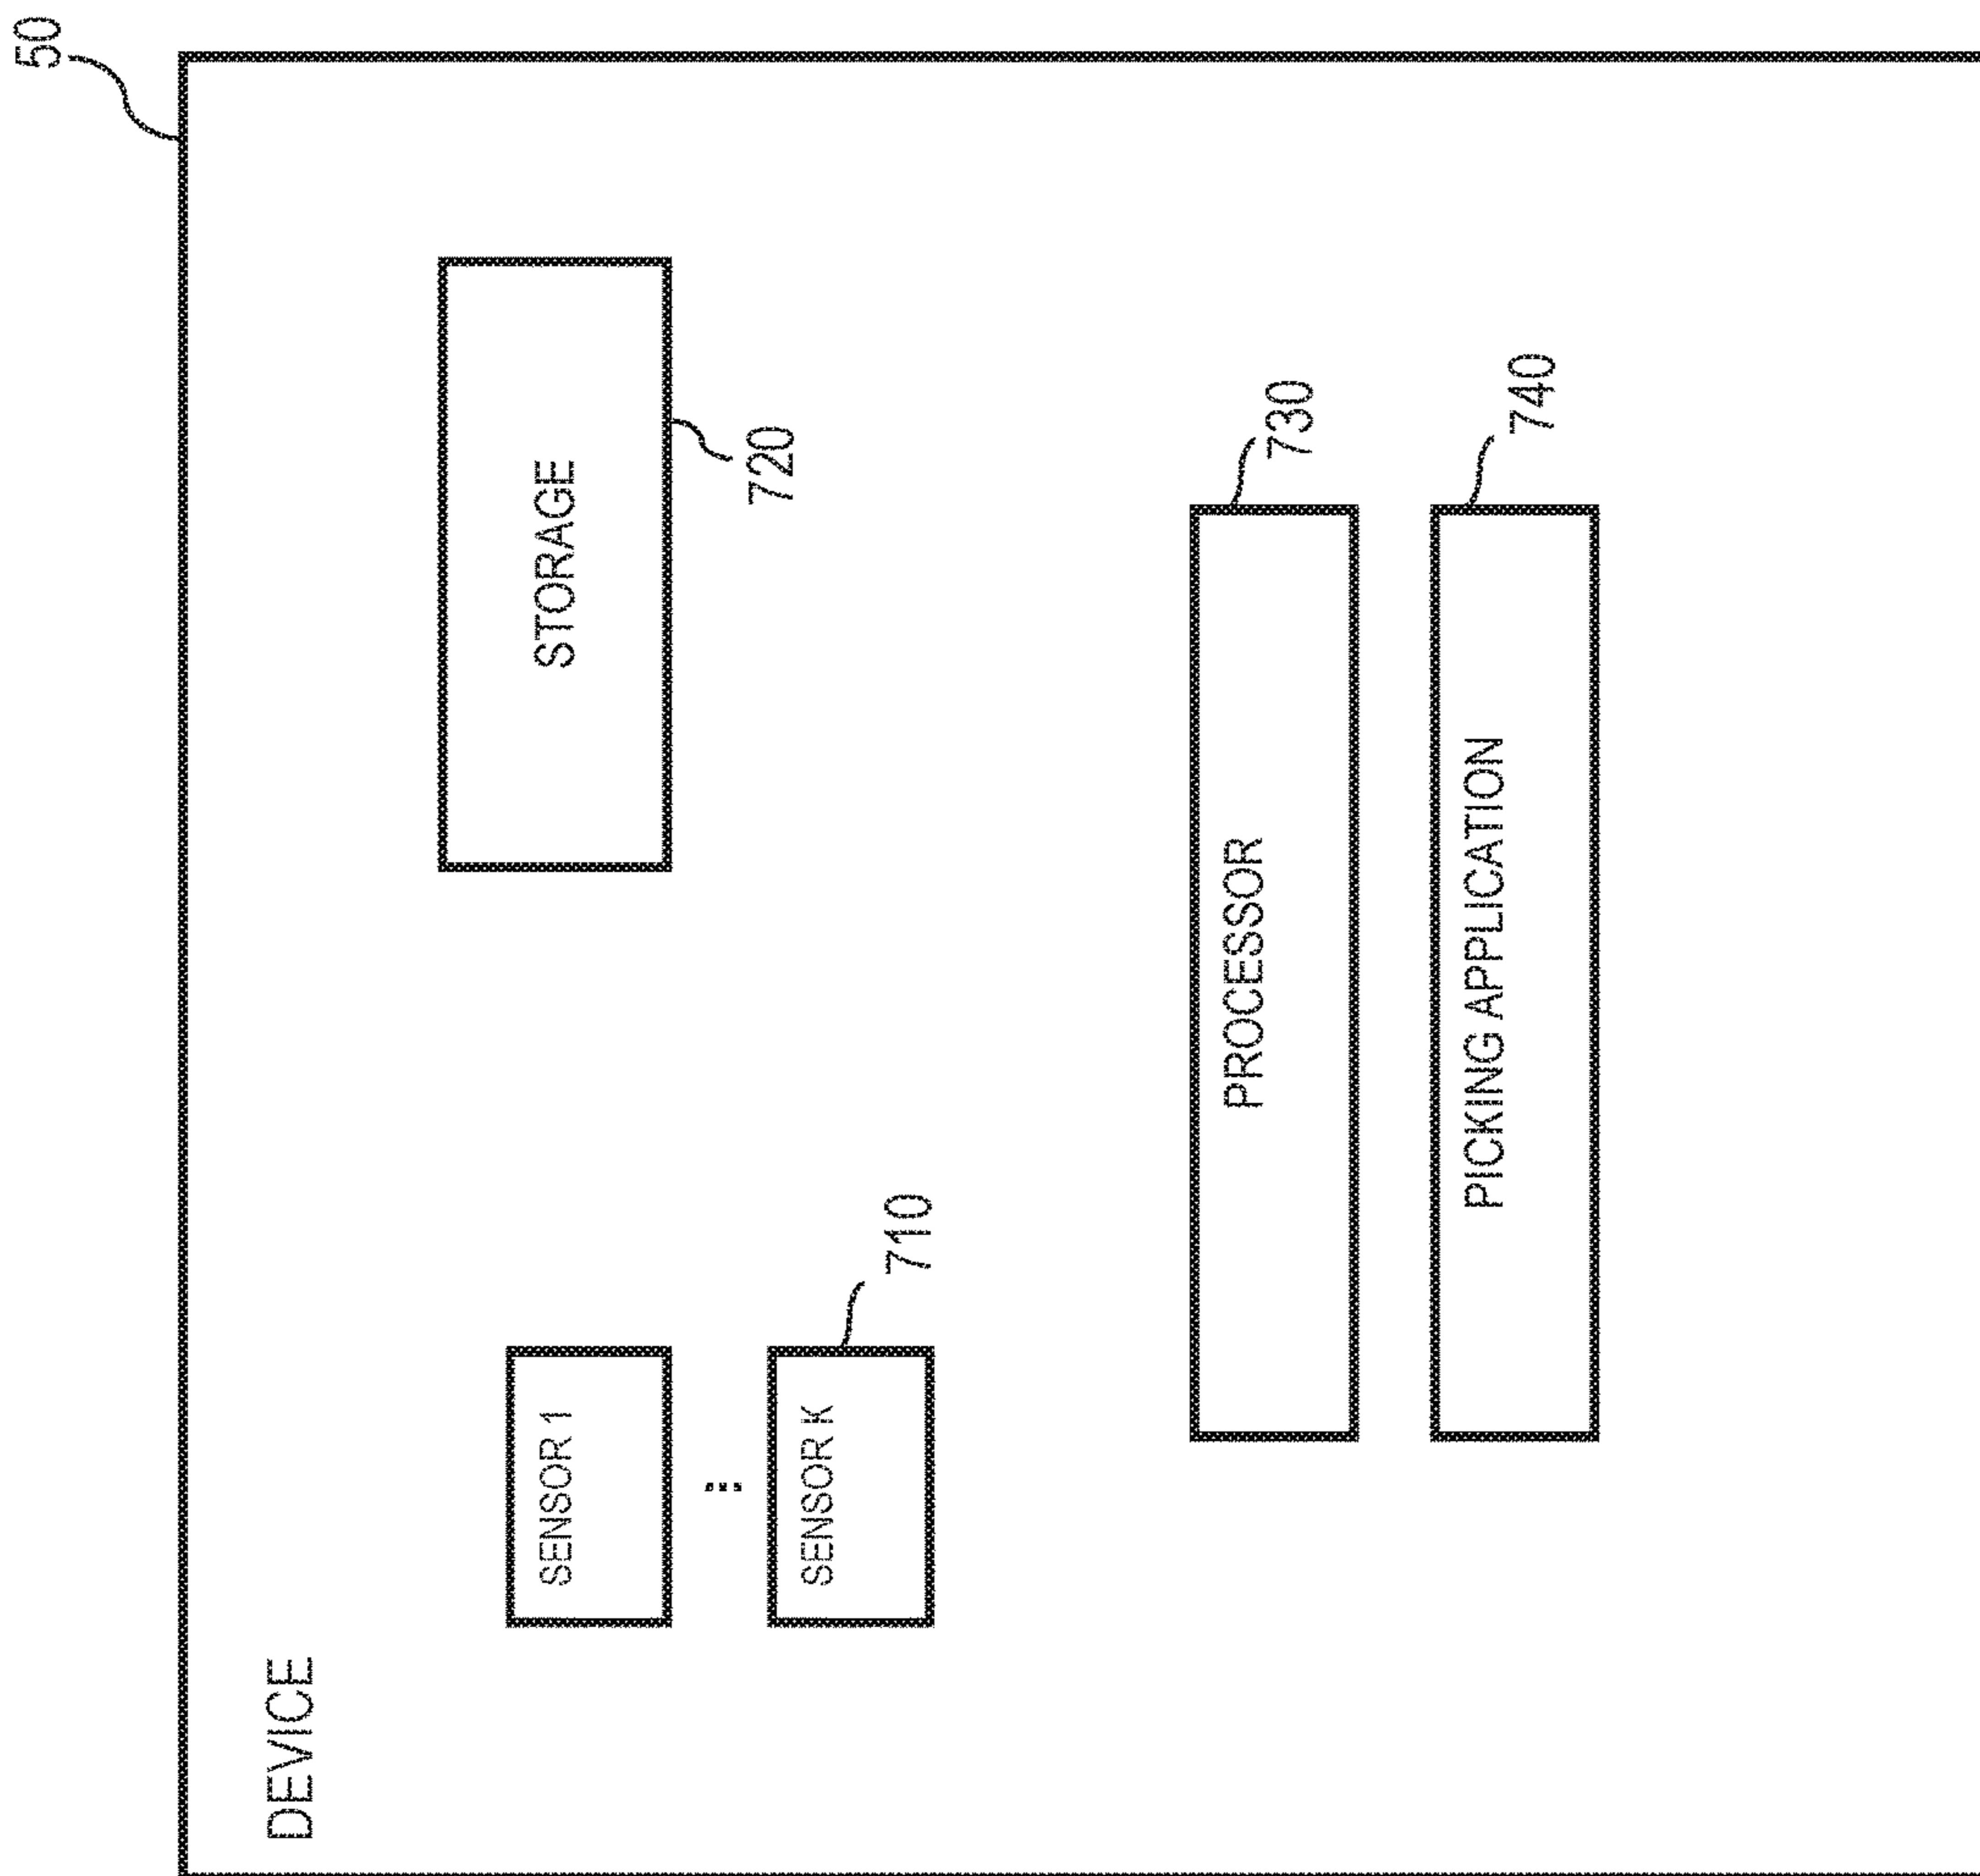 50
DEVICE
SENSOR 1
...
SENSOR K
710
STORAGE
720
PROCESSOR
730
PICKING APPLICATION
740